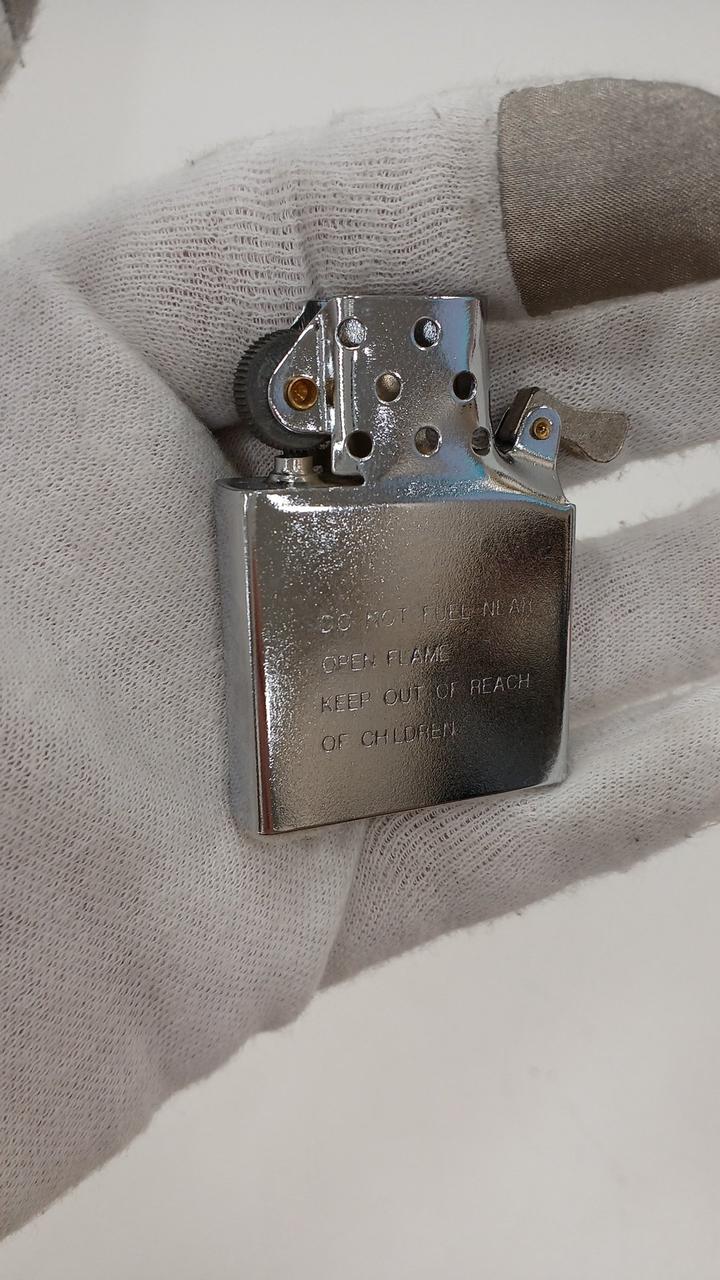 DO NOT FUEL NEAR
OPEN FLAME
KEEP OUT OF REACH
OF CHILDREN